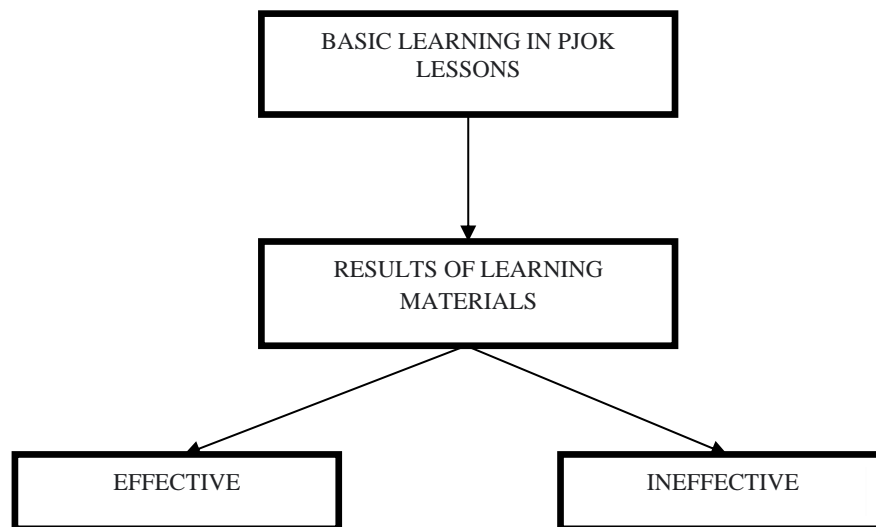 BASIC LEARNING IN PJOK
LESSONS
RESULTS OF LEARNING
MATERIALS
EFFECTIVE
INEFFECTIVE